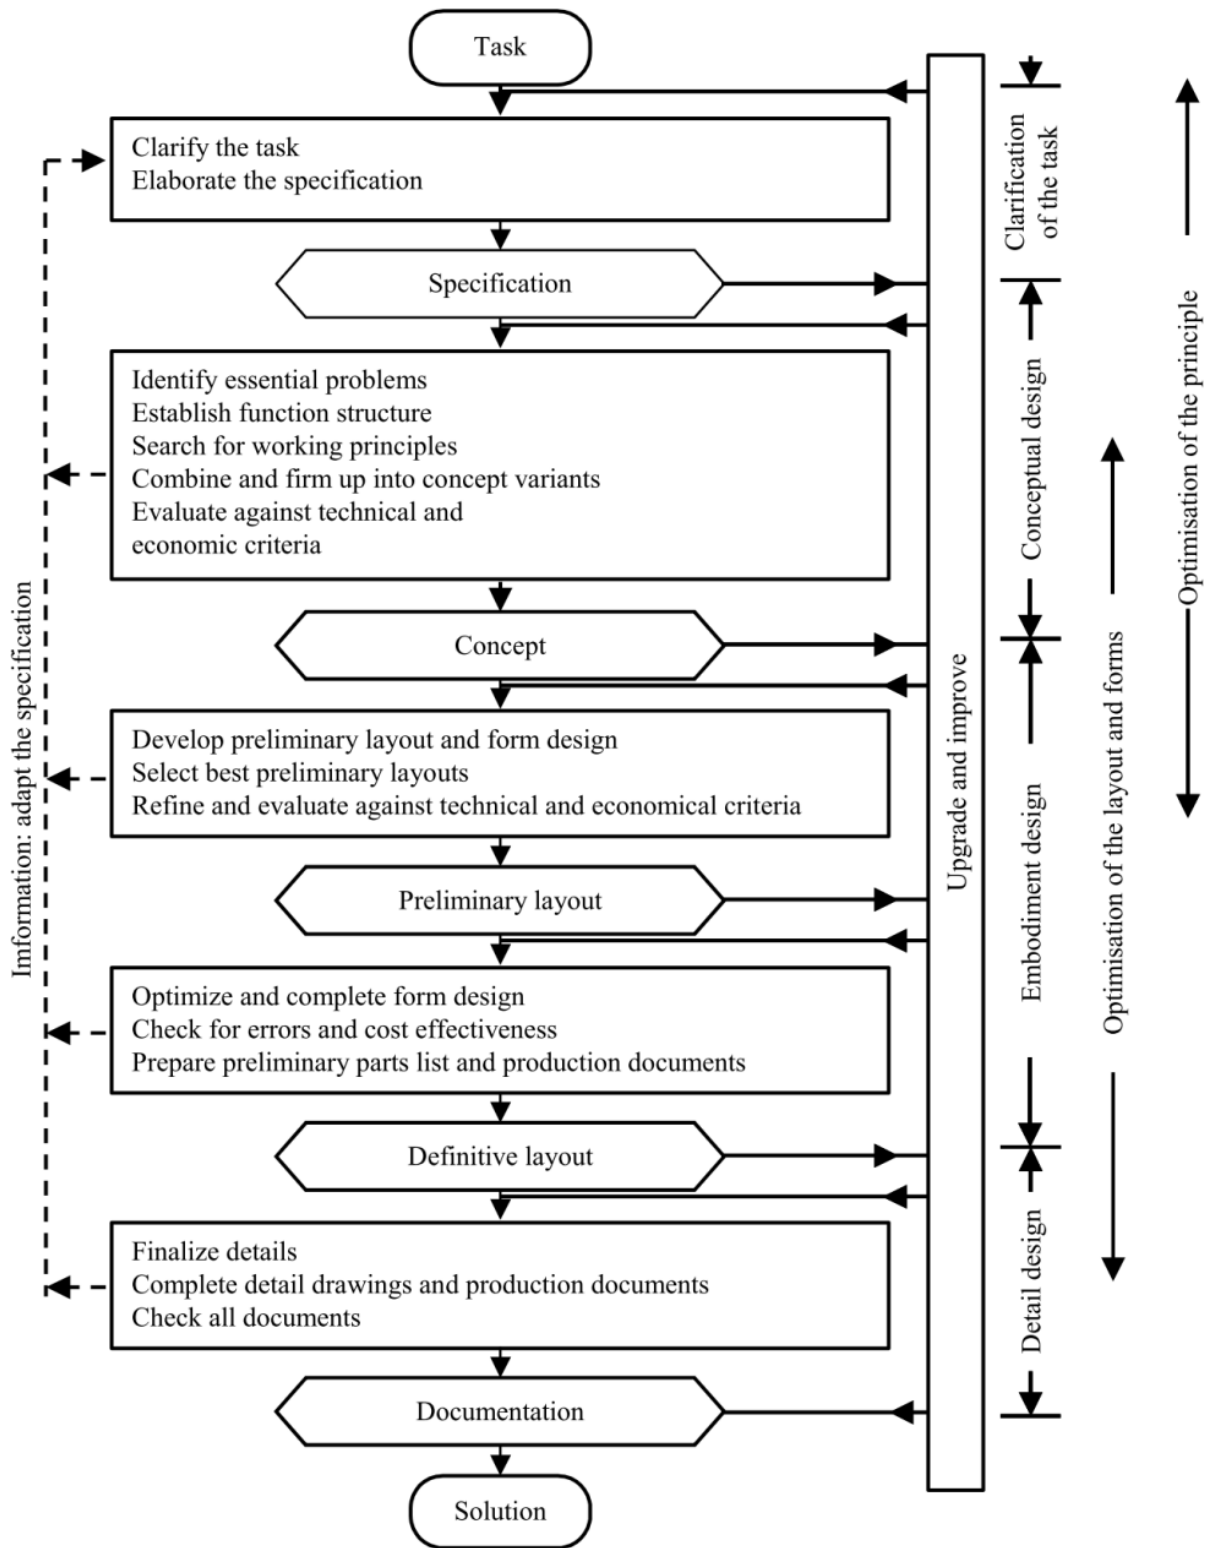 Task
Clarify the task
Elaborate the specification
Specification
Identify essential problems
Establish function structure
Search for working principles
Combine and firm up into concept variants
Evaluate against technical and
economic criteria
Concept
Develop preliminary layout and form design
Select best preliminary layouts
Refine and evaluate against technical and economical criteria
Preliminary layout
Optimize and complete form design
Check for errors and cost effectiveness
Prepare preliminary parts list and production documents
Definitive layout
Finalize details
Complete detail drawings and production documents
Check all documents
Documentation
Solution
Imformation: adapt the specification
Upgrade and improve
Clarification
of the task
Conceptual design
Embodiment design
Detail design
Optimisation of the layout and forms
Optimisation of the principle